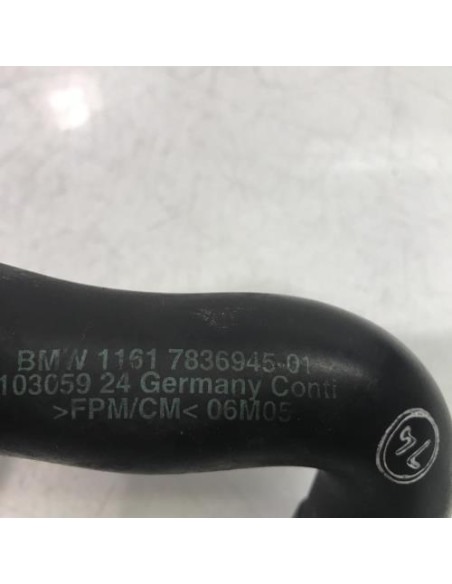 BMW 1161 7836945-01
103059 24 Germany Conti
>FPM/CM< 06M05